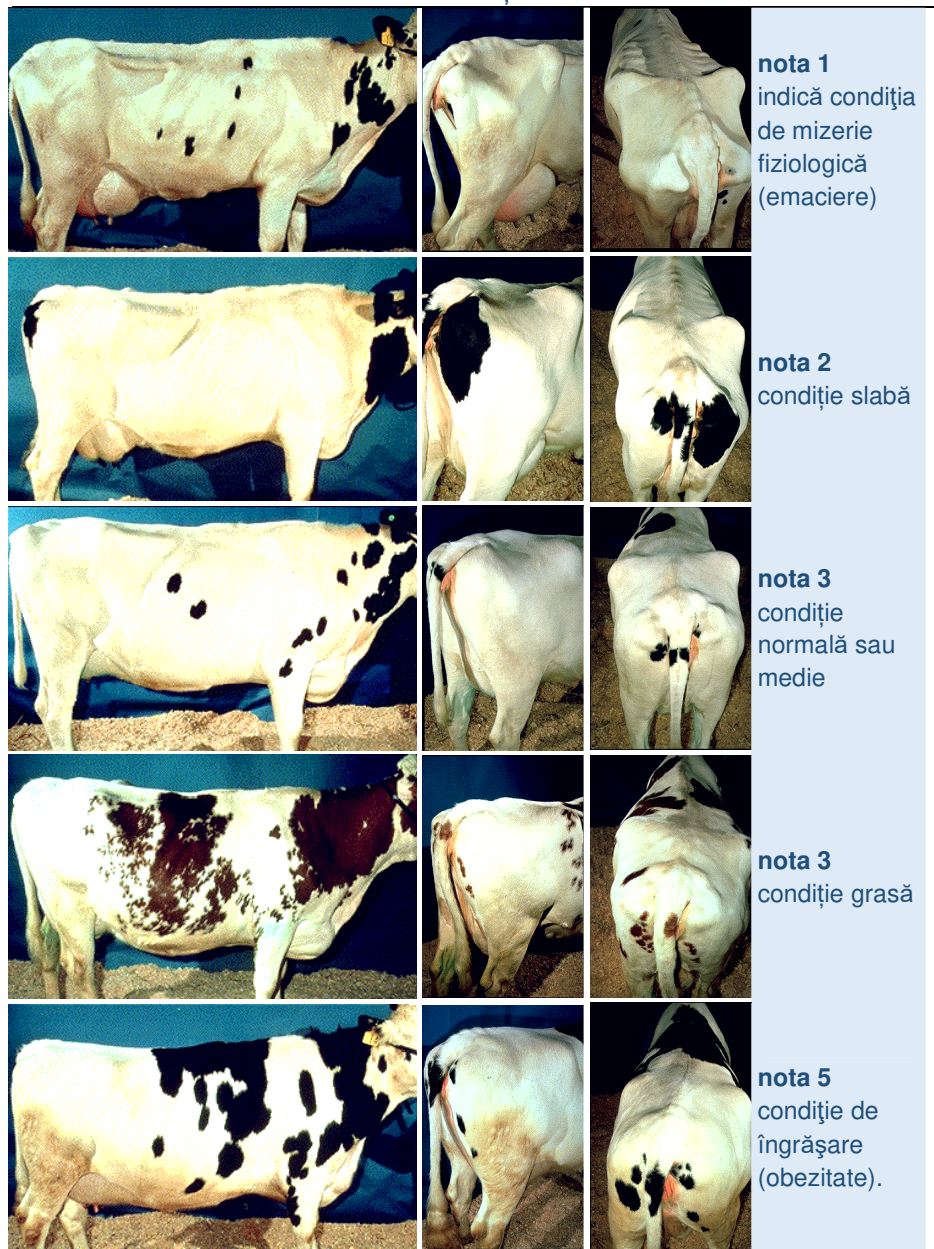 nota 1
indică condiţia
de mizerie
fiziologică
(emaciere)
nota 2
condiție slabă
nota 3
condiție
normală sau
medie
nota 3
condiție grasă
nota 5
condiţie de
îngrăşare
(obezitate).